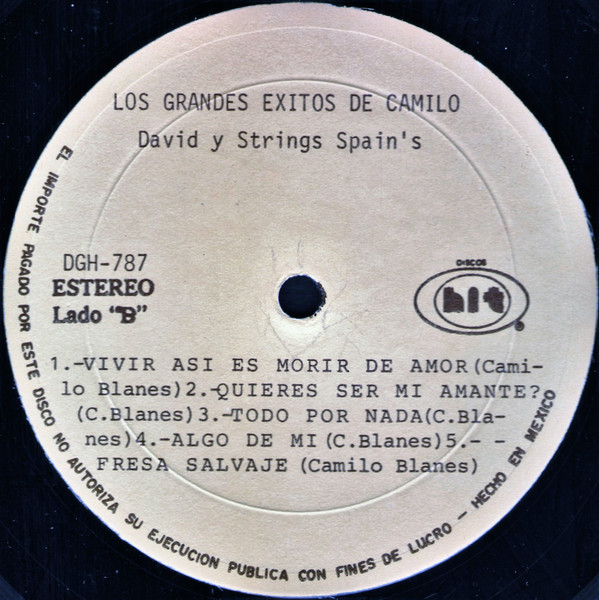 LOS GRANDES EXITOS DE CAMILO
David y Strings Spain's
DGH-787
ESTEREO
Lado "B"
DISCOS
hit
1.-VIVIR ASI ES MORIR DE AMOR(Cami-
lo Blanes)2.-QUIERES SER MI AMANTE?
(C.Blanes)3.-TODO POR NADA(C.Bla-
nes)4.-ALGO DE MI(C.Blanes)5.- -
FRESA SALVAJE (Camilo Blanes)
EL IMPORTE PAGADO POR ESTE DISCO NO AUTORIZA SU EJECUCION PUBLICA CON FINES DE LUCRO — HECHO EN MEXICO